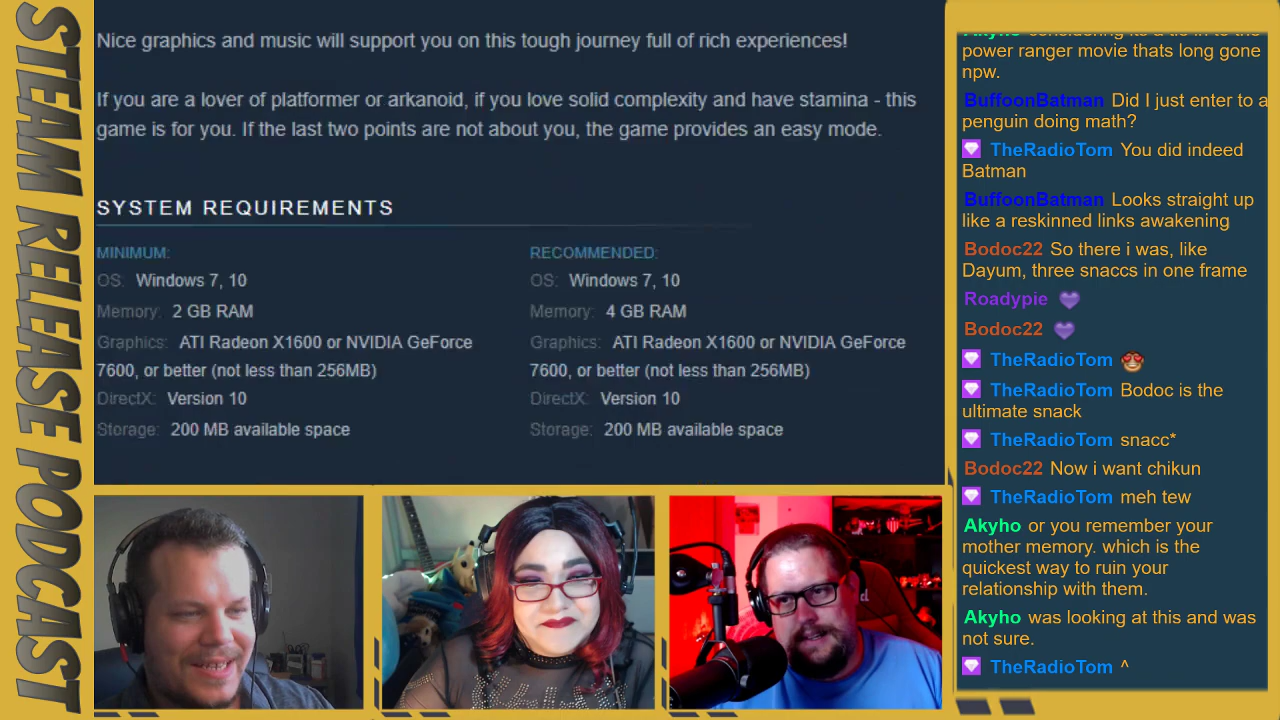 STEAM RELEASE PODCAST
Nice graphics and music will support you on this tough journey full of rich experiences!
If you are a lover of platformer or arkanoid, if you love solid complexity and have stamina - this
game is for you. If the last two points are not about you, the game provides an easy mode.
SYSTEM REQUIREMENTS
MINIMUM:
OS: Windows 7, 10
Memory: 2 GB RAM
Graphics: ATI Radeon X1600 or NVIDIA GeForce
7600, or better (not less than 256MB)
DirectX: Version 10
Storage: 200 MB available space
RECOMMENDED:
OS: Windows 7, 10
Memory: 4 GB RAM
Graphics: ATI Radeon X1600 or NVIDIA GeForce
7600, or better (not less than 256MB)
DirectX: Version 10
Storage: 200 MB available space
Akyho considering its a tie in to the
power ranger movie thats long gone
npw.
BuffoonBatman Did I just enter to a
penguin doing math?
TheRadioTom You did indeed
Batman
BuffoonBatman Looks straight up
like a reskinned links awakening
Bodoc22 So there i was, like
Dayum, three snaccs in one frame
Roadypie
Bodoc22
TheRadioTom
TheRadioTom Bodoc is the
ultimate snack
TheRadioTom snacc*
Bodoc22 Now i want chikun
TheRadioTom meh tew
Akyho or you remember your
mother memory. which is the
quickest way to ruin your
relationship with them.
Akyho was looking at this and was
not sure.
TheRadioTom ^